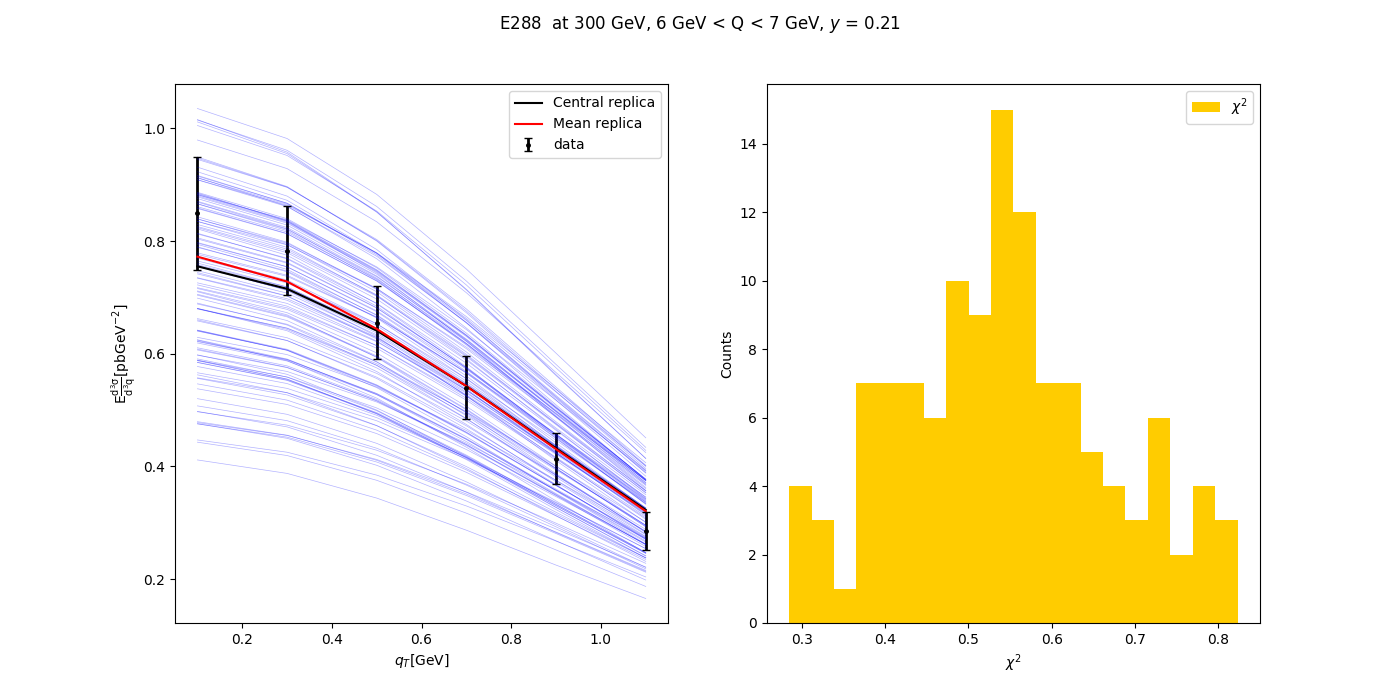 E288 at 300 GeV, 6 GeV < Q < 7 GeV, y = 0.21
Central replica
Mean replica
data
1.0
0.8
0.6
0.4
0.2
E d³σ/d³q [pbGeV⁻²]
0.2 0.4 0.6 0.8 1.0
qT[GeV]
χ²
14
12
10
8
6
4
2
0
Counts
0.3 0.4 0.5 0.6 0.7 0.8
χ²